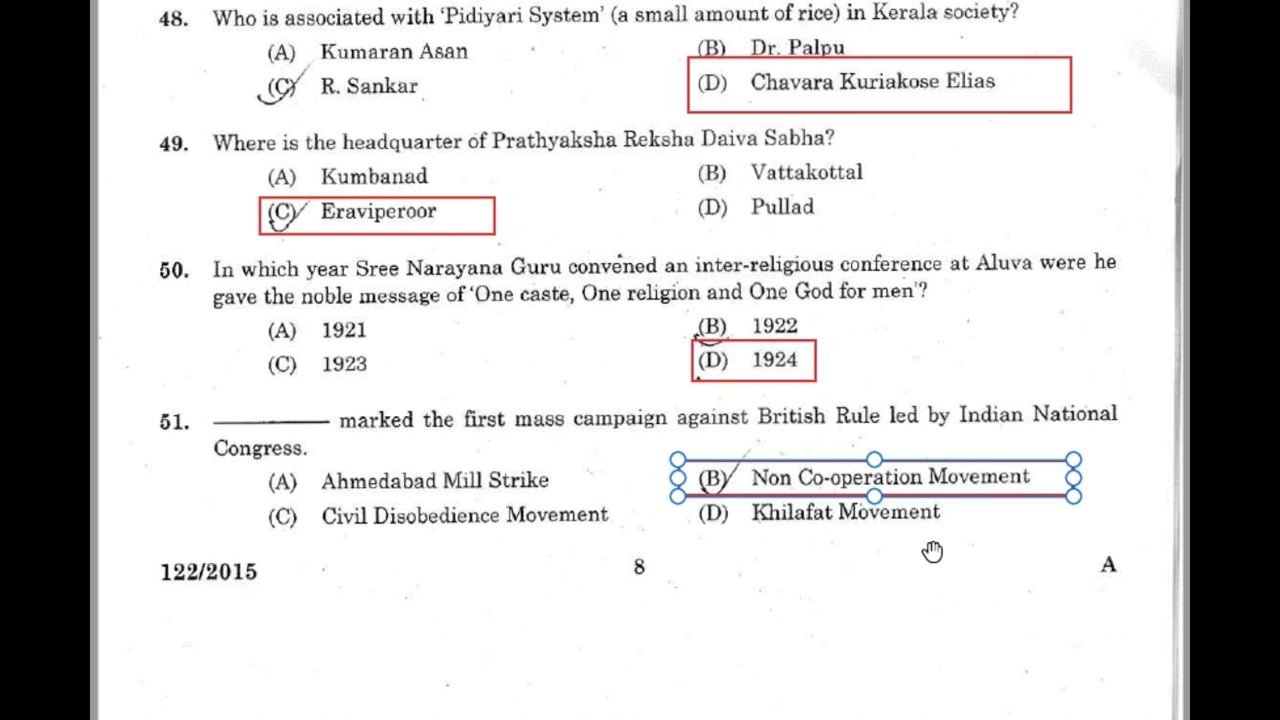 48. Who is associated with 'Pidiyari System' (a small amount of rice) in Kerala society?
(A) Kumaran Asan (B) Dr. Palpu
(C) R. Sankar (D) Chavara Kuriakose Elias
49. Where is the headquarter of Prathyaksha Reksha Daiva Sabha?
(A) Kumbanad (B) Vattakottal
(C) Eraviperoor (D) Pullad
50. In which year Sree Narayana Guru convened an inter-religious conference at Aluva were he
gave the noble message of 'One caste, One religion and One God for men'?
(A) 1921 (B) 1922
(C) 1923 (D) 1924
51. __________ marked the first mass campaign against British Rule led by Indian National
Congress.
(A) Ahmedabad Mill Strike (B) Non Co-operation Movement
(C) Civil Disobedience Movement (D) Khilafat Movement
122/2015 8 A